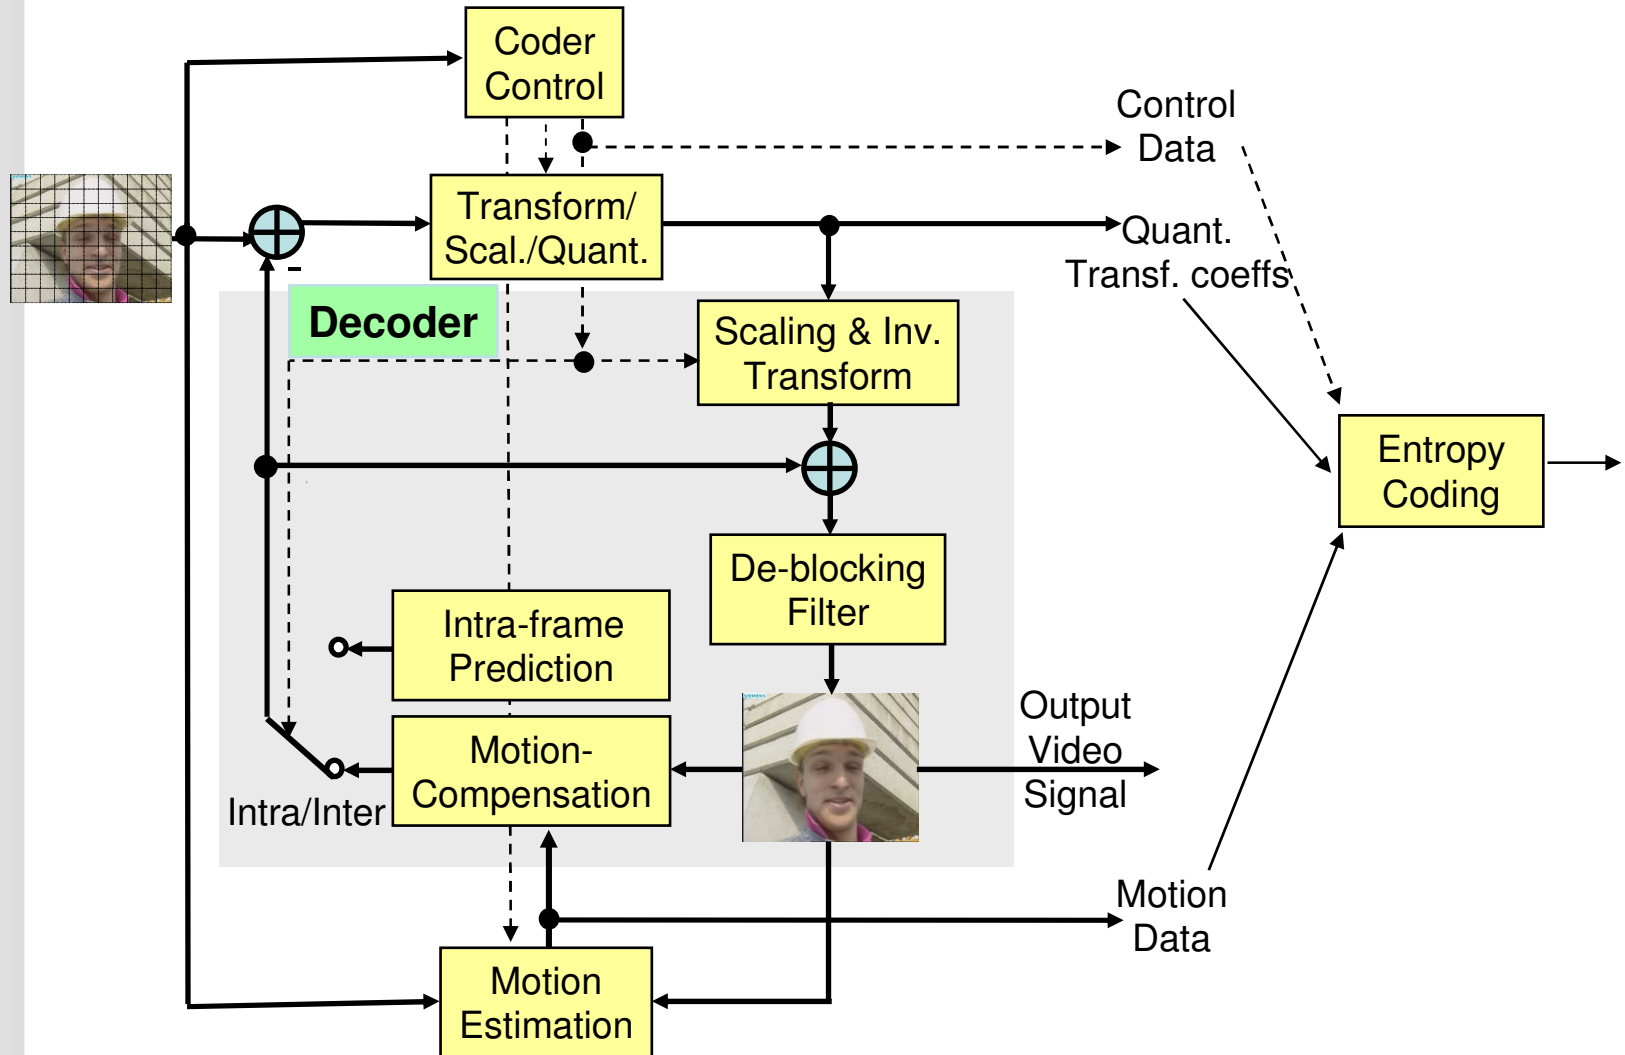 Coder
Control
Control
Data
Transform/
Scal./Quant.
Quant.
Transf. coeffs
-
Decoder
Scaling & Inv.
Transform
Entropy
Coding
De-blocking
Filter
Intra-frame
Prediction
Motion-
Compensation
Intra/Inter
Output
Video
Signal
Motion
Data
Motion
Estimation